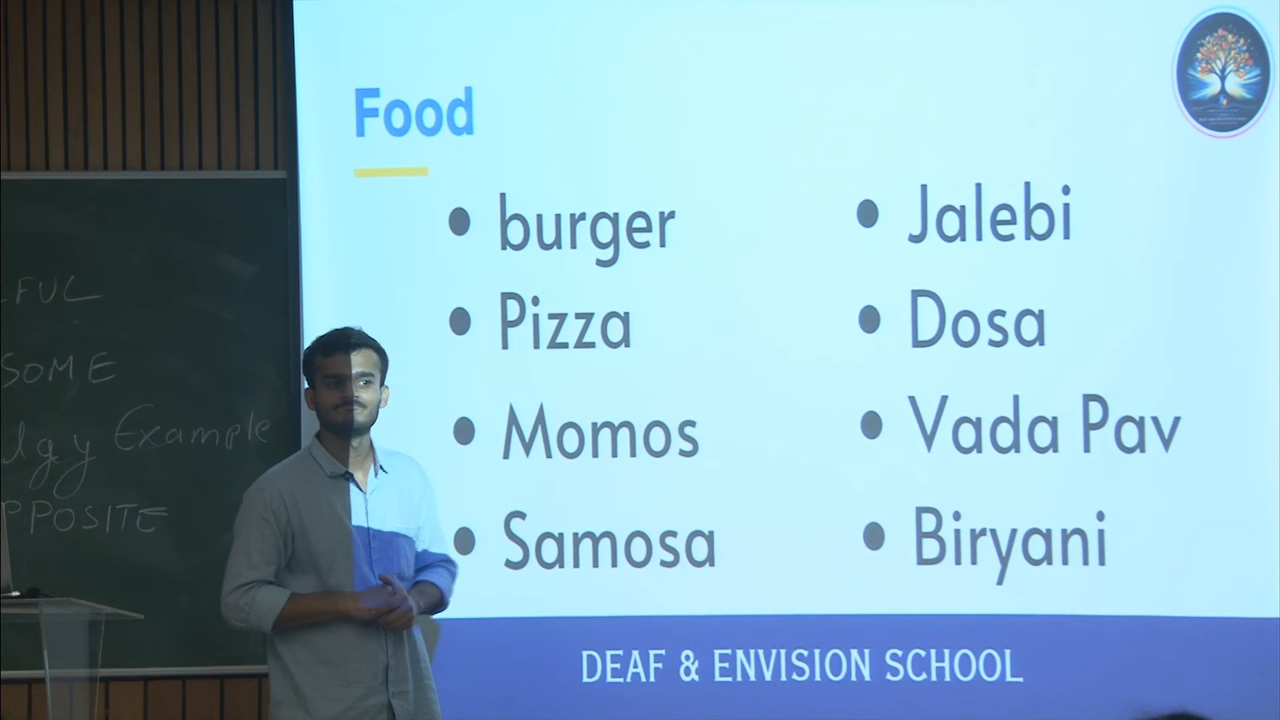 Food
• burger
• Pizza
• Momos
• Samosa
• Jalebi
• Dosa
• Vada Pav
• Biryani
DEAF & ENVISION SCHOOL
SOME
Example